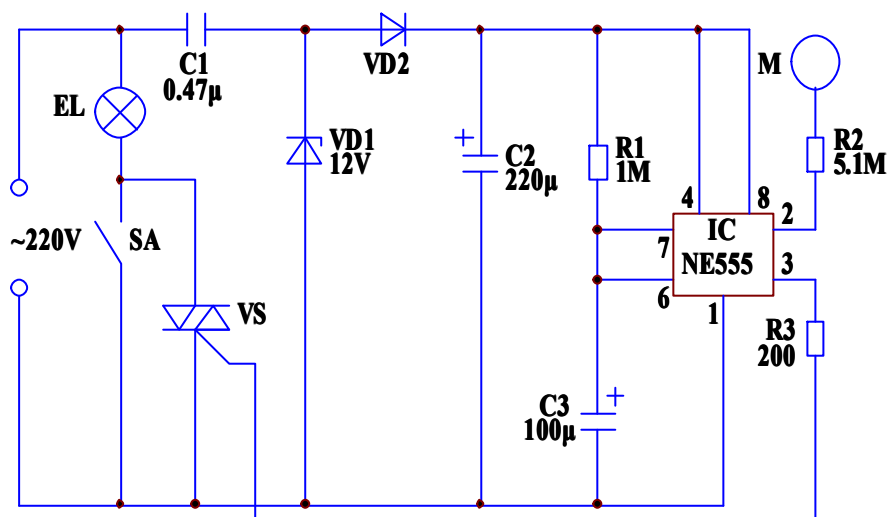 C1
0.47μ
VD2
M
EL
VD1
12V
C2
220μ
R1
1M
R2
5.1M
4
8
2
~220V
SA
7
IC
NE555
3
6
1
VS
R3
200
C3
100μ